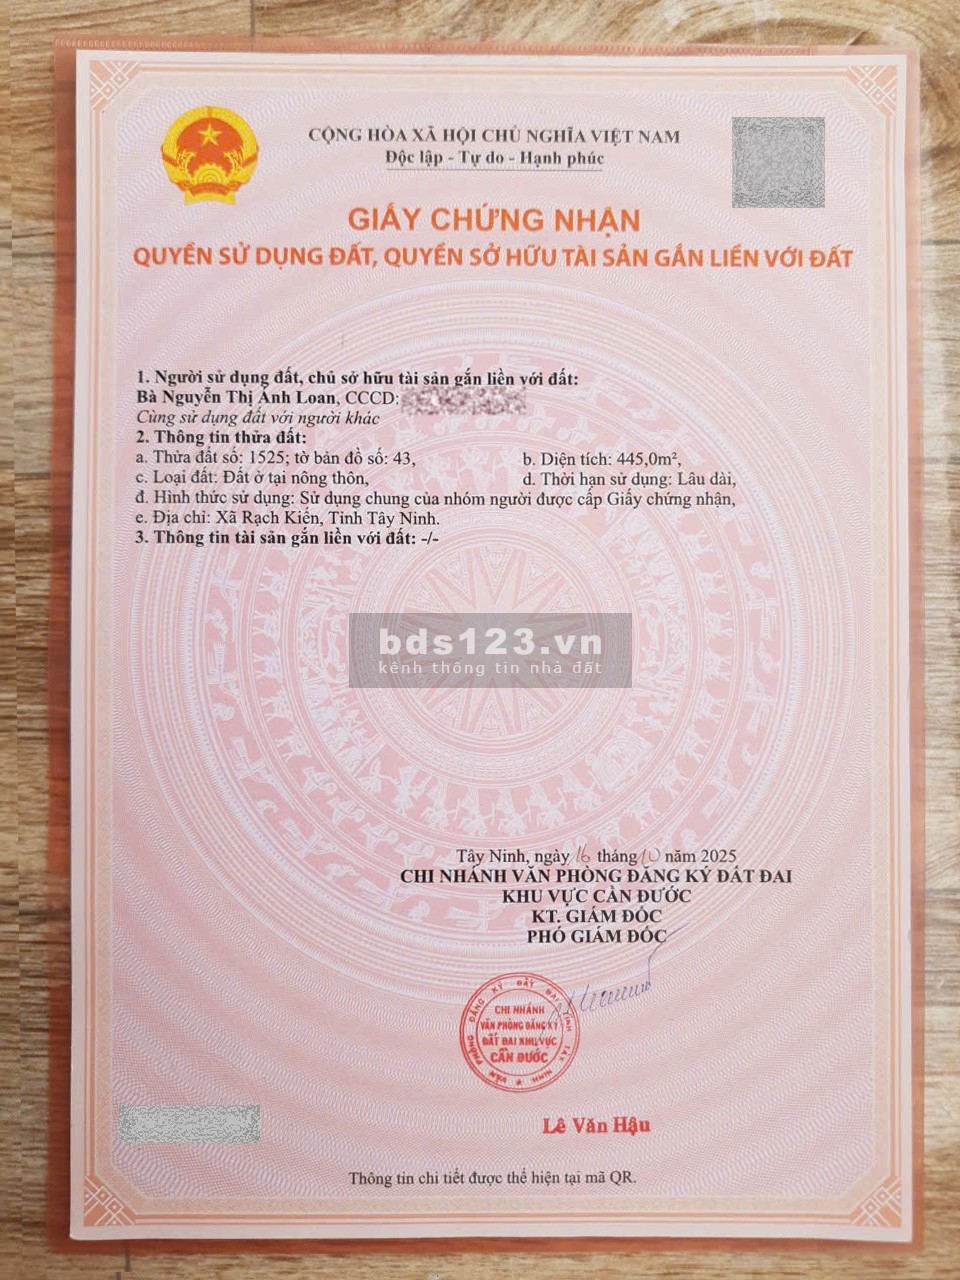 CỘNG HÒA XÃ HỘI CHỦ NGHĨA VIỆT NAM
Độc lập - Tự do - Hạnh phúc
GIẤY CHỨNG NHẬN
QUYỀN SỬ DỤNG ĐẤT, QUYỀN SỞ HỮU TÀI SẢN GẮN LIỀN VỚI ĐẤT
1. Người sử dụng đất, chủ sở hữu tài sản gắn liền với đất:
Bà Nguyễn Thị Ánh Loan, CCCD:
Cùng sử dụng đất với người khác
2. Thông tin thửa đất:
a. Thửa đất số: 1525; tờ bản đồ số: 43, b. Diện tích: 445,0m²,
c. Loại đất: Đất ở tại nông thôn, d. Thời hạn sử dụng: Lâu dài,
đ. Hình thức sử dụng: Sử dụng chung của nhóm người được cấp Giấy chứng nhận,
e. Địa chỉ: Xã Rạch Kiến, Tỉnh Tây Ninh.
3. Thông tin tài sản gắn liền với đất: -/-
bds123.vn
kênh thông tin nhà đất
Tây Ninh, ngày 16 tháng 10 năm 2025
CHI NHÁNH VĂN PHÒNG ĐĂNG KÝ ĐẤT ĐAI
KHU VỰC CẦN ĐƯỚC
KT. GIÁM ĐỐC
PHÓ GIÁM ĐỐC
VĂN PHÒNG ĐĂNG KÝ ĐẤT ĐAI TỈNH TÂY NINH
CHI NHÁNH
VĂN PHÒNG ĐĂNG KÝ
ĐẤT ĐAI KHU VỰC
CẦN ĐƯỚC
Lê Văn Hậu
Thông tin chi tiết được thể hiện tại mã QR.